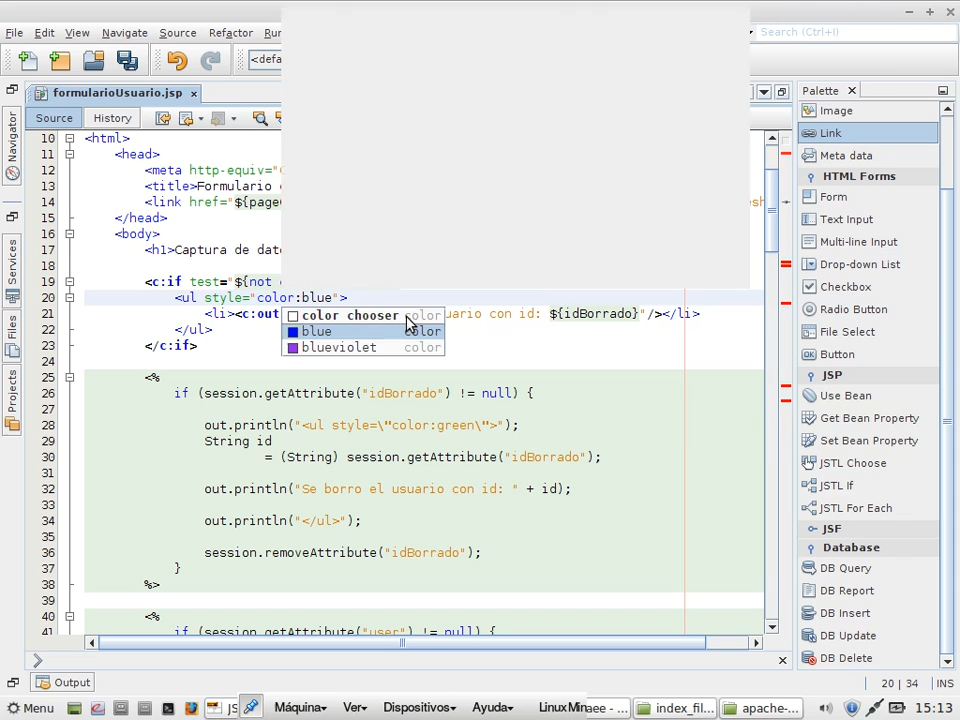 File Edit View Navigate Source Refactor
Search (Ctrl+I)
formularioUsuario.jsp
Source History
Navigator
Services
Files
Projects
10 <html>
11 <head>
12 <meta http-equiv="
13 <title>Formulario
14 <link href="${page
15 </head>
16 <body>
17 <h1>Captura de dat
18
19 <c:if test="${not
20 <ul style="color:blue">
21 <li><c:out uario con id: ${idBorrado}"/></li>
color chooser color
blue color
blueviolet color
22 </ul>
23 </c:if>
24
25 <%
26 if (session.getAttribute("idBorrado") != null) {
27
28 out.println("<ul style=\"color:green\">");
29 String id
30 = (String) session.getAttribute("idBorrado");
31
32 out.println("Se borro el usuario con id: " + id);
33
34 out.println("</ul>");
35
36 session.removeAttribute("idBorrado");
37 }
38 %>
39
40 <%
41 if (session.getAttribute("user") != null) {
Palette
Image
Link
Meta data
HTML Forms
Form
Text Input
Multi-line Input
Drop-down List
Checkbox
Radio Button
File Select
Button
JSP
Use Bean
Get Bean Property
Set Bean Property
JSTL Choose
JSTL If
JSTL For Each
JSF
Database
DB Query
DB Report
DB Insert
DB Update
DB Delete
Output
20 | 34 INS
Menu JS Máquina Ver Dispositivos Ayuda aee - ... index_fil... apache-... 15:13